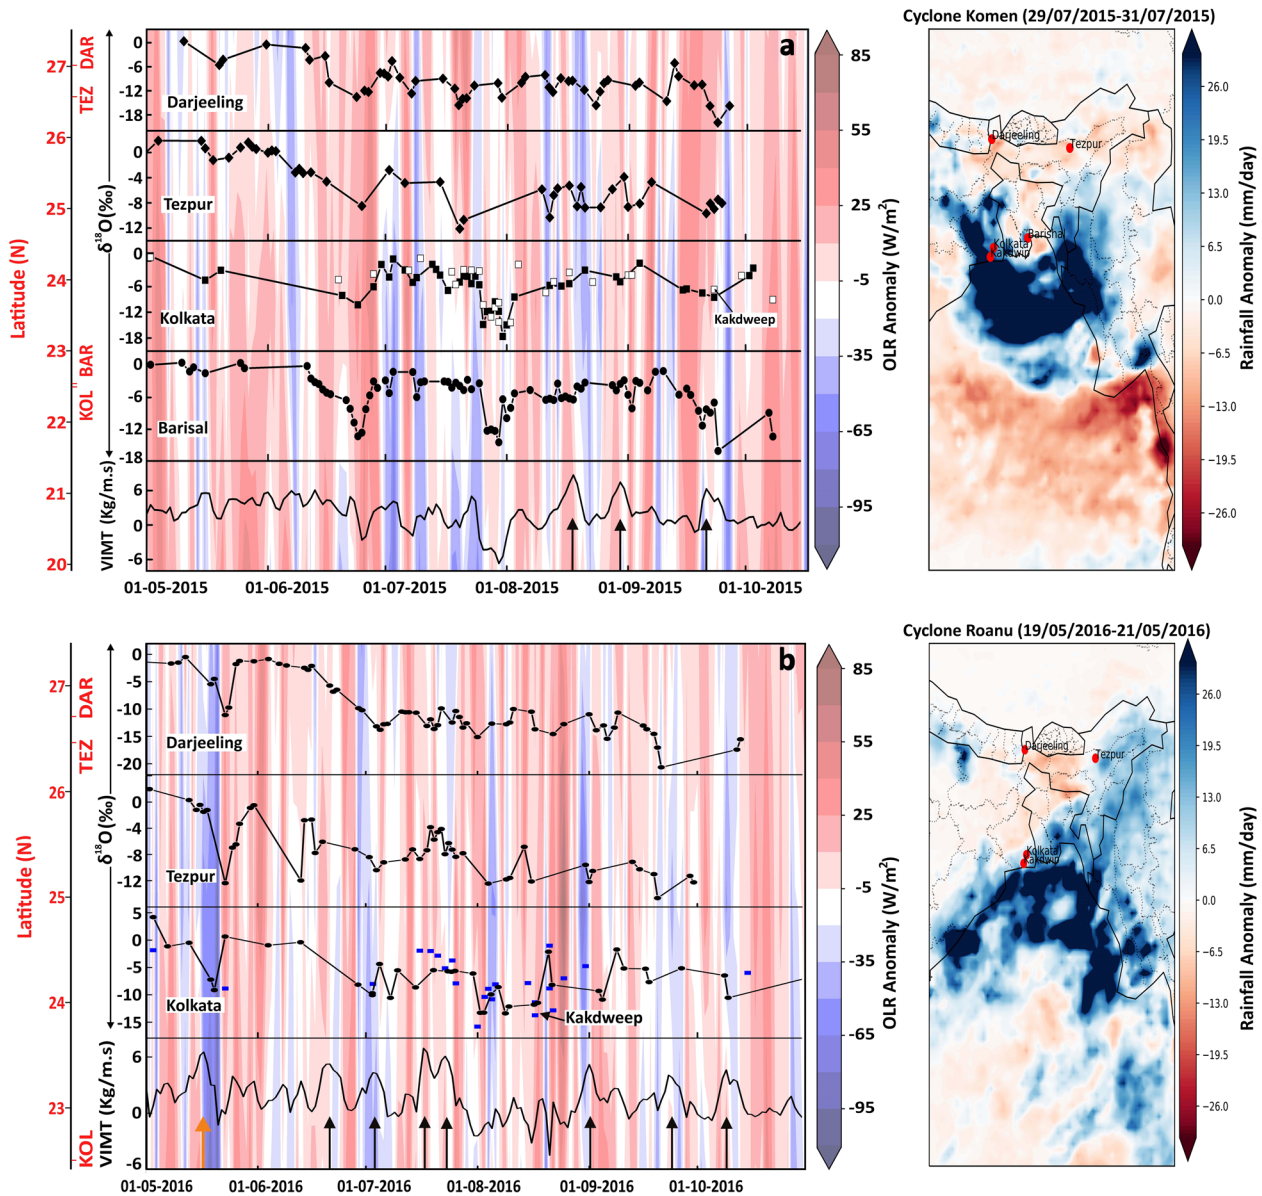 Cyclone Komen (29/07/2015-31/07/2015)
a
27
26
25
24
23
22
21
20
DAR
TEZ
BAR
KOL
Latitude (N)
0
-6
-12
-18
Darjeeling
0
-4
-8
-12
Tezpur
δ¹⁸O(‰)
0
-6
-12
-18
Kolkata
Kakdweep
0
-6
-12
-18
Barisal
VIMT (Kg/m.s)
6
0
-6
01-05-2015
01-06-2015
01-07-2015
01-08-2015
01-09-2015
01-10-2015
85
55
25
-5
-35
-65
-95
OLR Anomaly (W/m²)
Darjeeling
Tezpur
Barishal
Kolkata
Kakdwip
26.0
19.5
13.0
6.5
0.0
-6.5
-13.0
-19.5
-26.0
Rainfall Anomaly (mm/day)
Cyclone Roanu (19/05/2016-21/05/2016)
b
27
26
25
24
23
DAR
TEZ
KOL
Latitude (N)
0
-5
-10
-15
-20
Darjeeling
0
-4
-8
-12
Tezpur
δ¹⁸O(‰)
5
0
-5
-10
-15
Kolkata
Kakdweep
VIMT (Kg/m.s)
6
0
-6
01-05-2016
01-06-2016
01-07-2016
01-08-2016
01-09-2016
01-10-2016
85
55
25
-5
-35
-65
-95
OLR Anomaly (W/m²)
Darjeeling
Tezpur
Kolkata
Kakdwip
26.0
19.5
13.0
6.5
0.0
-6.5
-13.0
-19.5
-26.0
Rainfall Anomaly (mm/day)